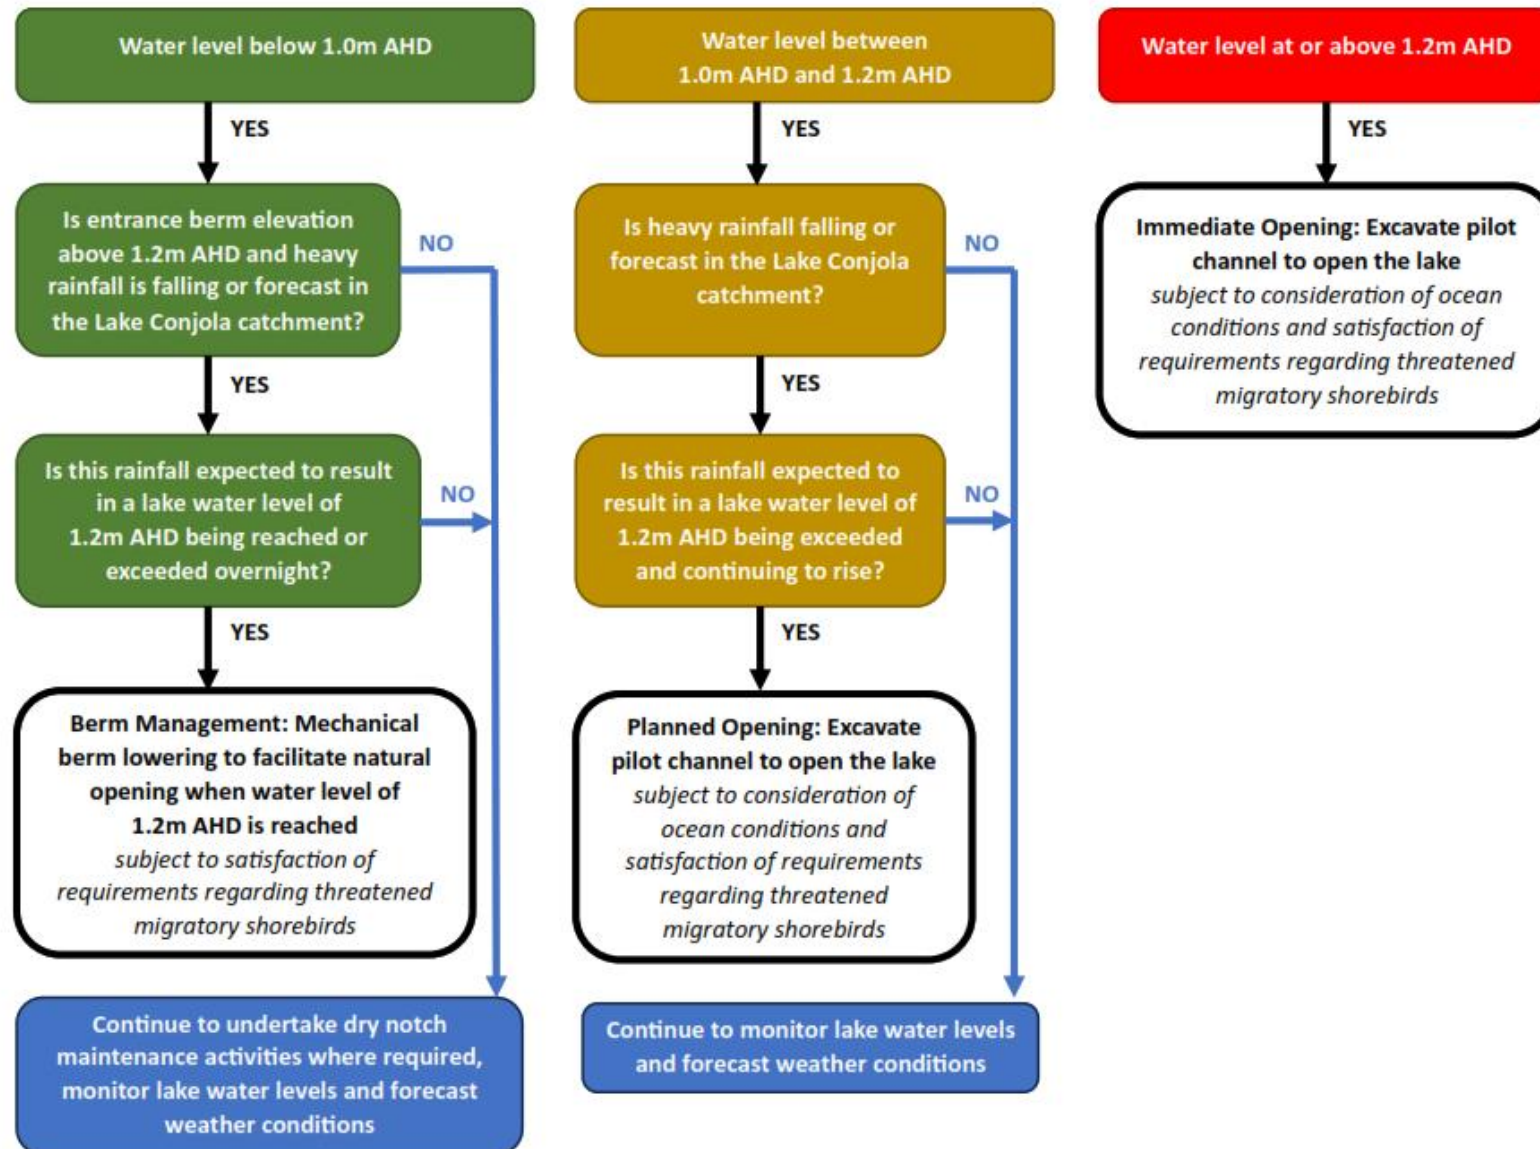 Water level below 1.0m AHD
YES
Is entrance berm elevation
above 1.2m AHD and heavy
rainfall is falling or forecast in
the Lake Conjola catchment?
NO
YES
Is this rainfall expected to result
in a lake water level of
1.2m AHD being reached or
exceeded overnight?
NO
YES
Berm Management: Mechanical
berm lowering to facilitate natural
opening when water level of
1.2m AHD is reached
subject to satisfaction of
requirements regarding threatened
migratory shorebirds
Continue to undertake dry notch
maintenance activities where required,
monitor lake water levels and forecast
weather conditions
Water level between
1.0m AHD and 1.2m AHD
YES
Is heavy rainfall falling or
forecast in the Lake Conjola
catchment?
NO
YES
Is this rainfall expected to
result in a lake water level of
1.2m AHD being exceeded
and continuing to rise?
NO
YES
Planned Opening: Excavate
pilot channel to open the lake
subject to consideration of
ocean conditions and
satisfaction of requirements
regarding threatened
migratory shorebirds
Continue to monitor lake water levels
and forecast weather conditions
Water level at or above 1.2m AHD
YES
Immediate Opening: Excavate pilot
channel to open the lake
subject to consideration of ocean
conditions and satisfaction of
requirements regarding threatened
migratory shorebirds